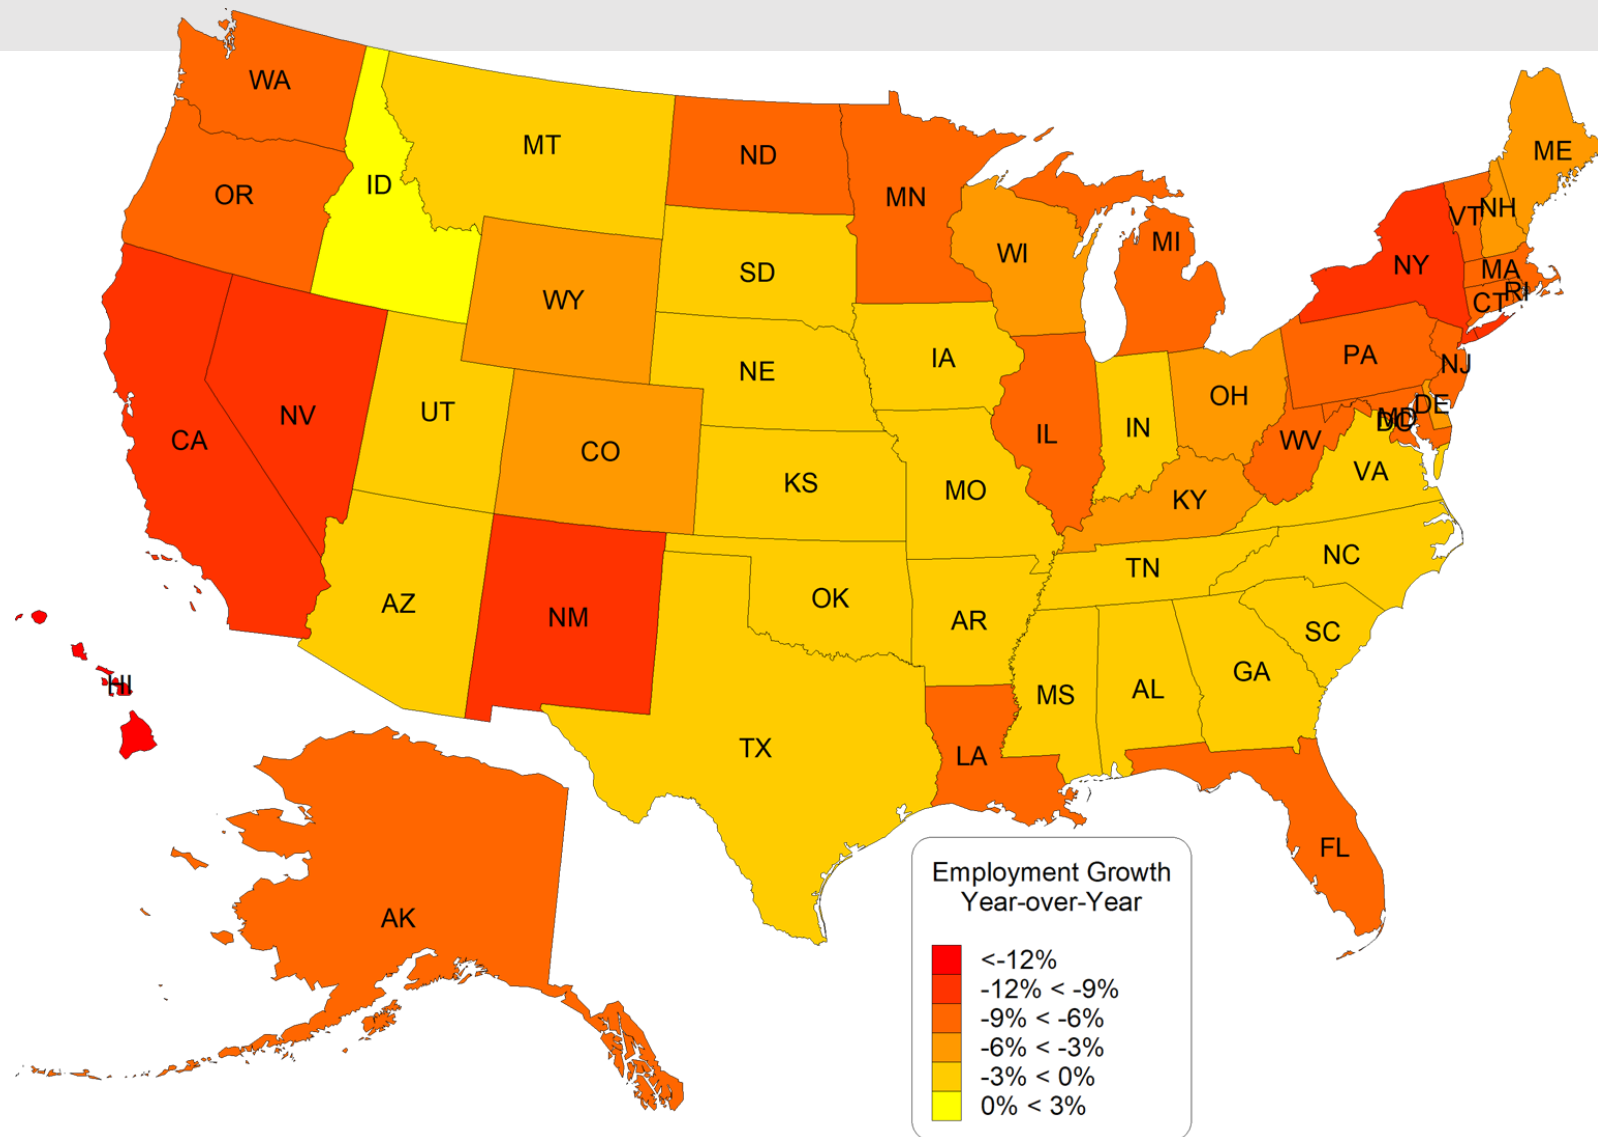 WA
MT
ND
ME
OR
ID
MN
VT
NH
MI
WI
NY
SD
MA
WY
RI
CT
IA
PA
NE
NJ
UT
OH
DE
NV
IN
MD
DC
CA
IL
WV
CO
VA
KS
MO
KY
NC
TN
AZ
OK
NM
AR
SC
GA
HI
MS
AL
TX
LA
FL
AK
Employment Growth
Year-over-Year
<-12%
-12% < -9%
-9% < -6%
-6% < -3%
-3% < 0%
0% < 3%